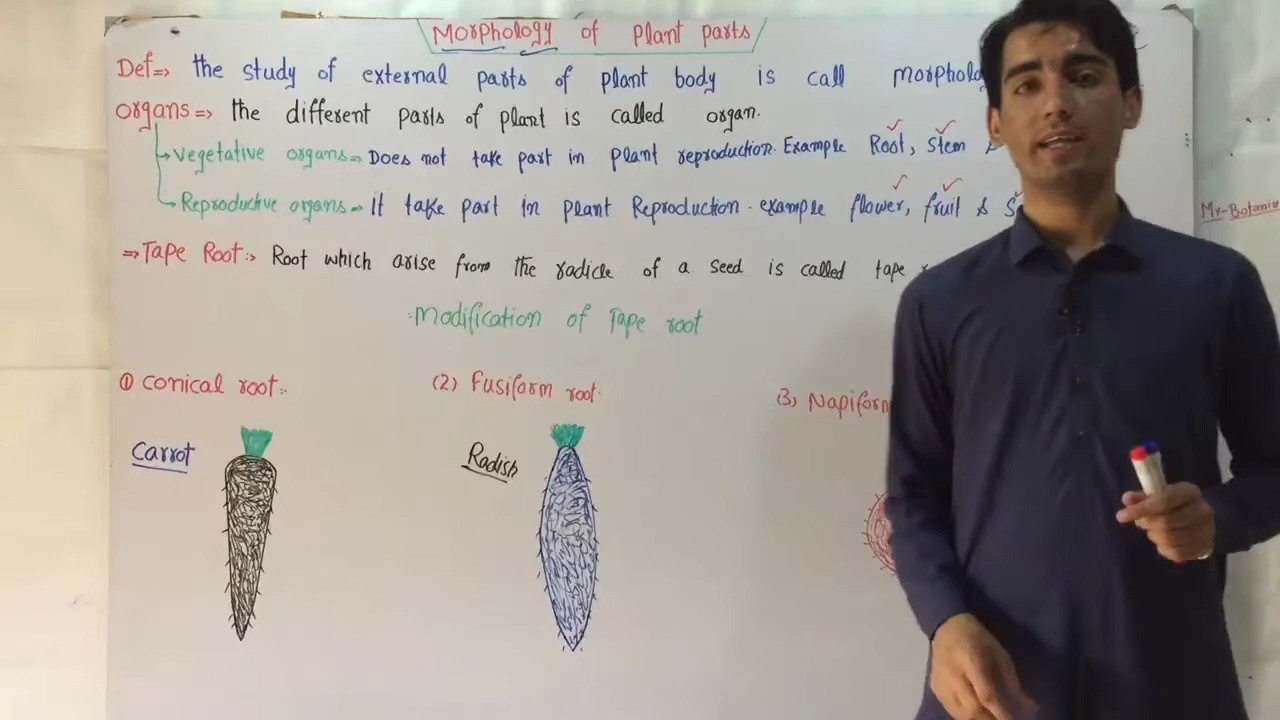 Morphology of plant parts
Def=> the study of external parts of plant body is call
organs=> the different parts of plant is called organ.
Vegetative organs=> Does not take part in plant reproduction. Example Root, Stem
Reproductive organs=> it take part in plant Reproduction. example flower, fruit &
Mr-Botanist
=> Tape Root:> Root which arise from the radicle of a seed is called tape
Modification of Tape root
① Conical root:.
(2) Fusiform root.
(3) Napiform
Carrot
Radish